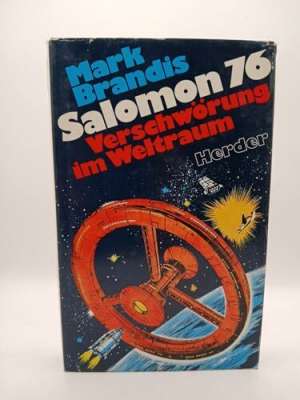 Mark
Brandis
Salomon 76
Verschwörung
im Weltraum
Herder